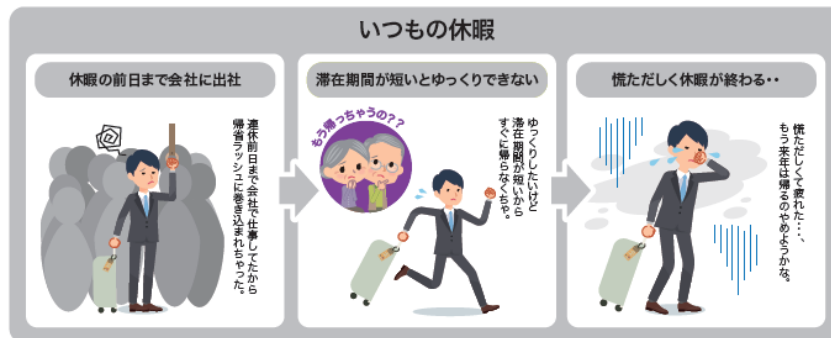 いつもの休暇
休暇の前日まで会社に出社
連休前日まで会社で仕事してたから
帰省ラッシュに巻き込まれちゃった。
滞在期間が短いとゆっくりできない
もう帰っちゃうの??
ゆっくりしたいけど
滞在期間が短いから
すぐに帰らなくちゃ。
慌ただしく休暇が終わる・・
慌ただしくて疲れた・・・、
もう来年は帰るのやめようかな。